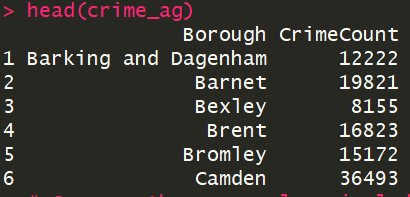 > head(crime_ag)
Borough CrimeCount
1 Barking and Dagenham 12222
2 Barnet 19821
3 Bexley 8155
4 Brent 16823
5 Bromley 15172
6 Camden 36493